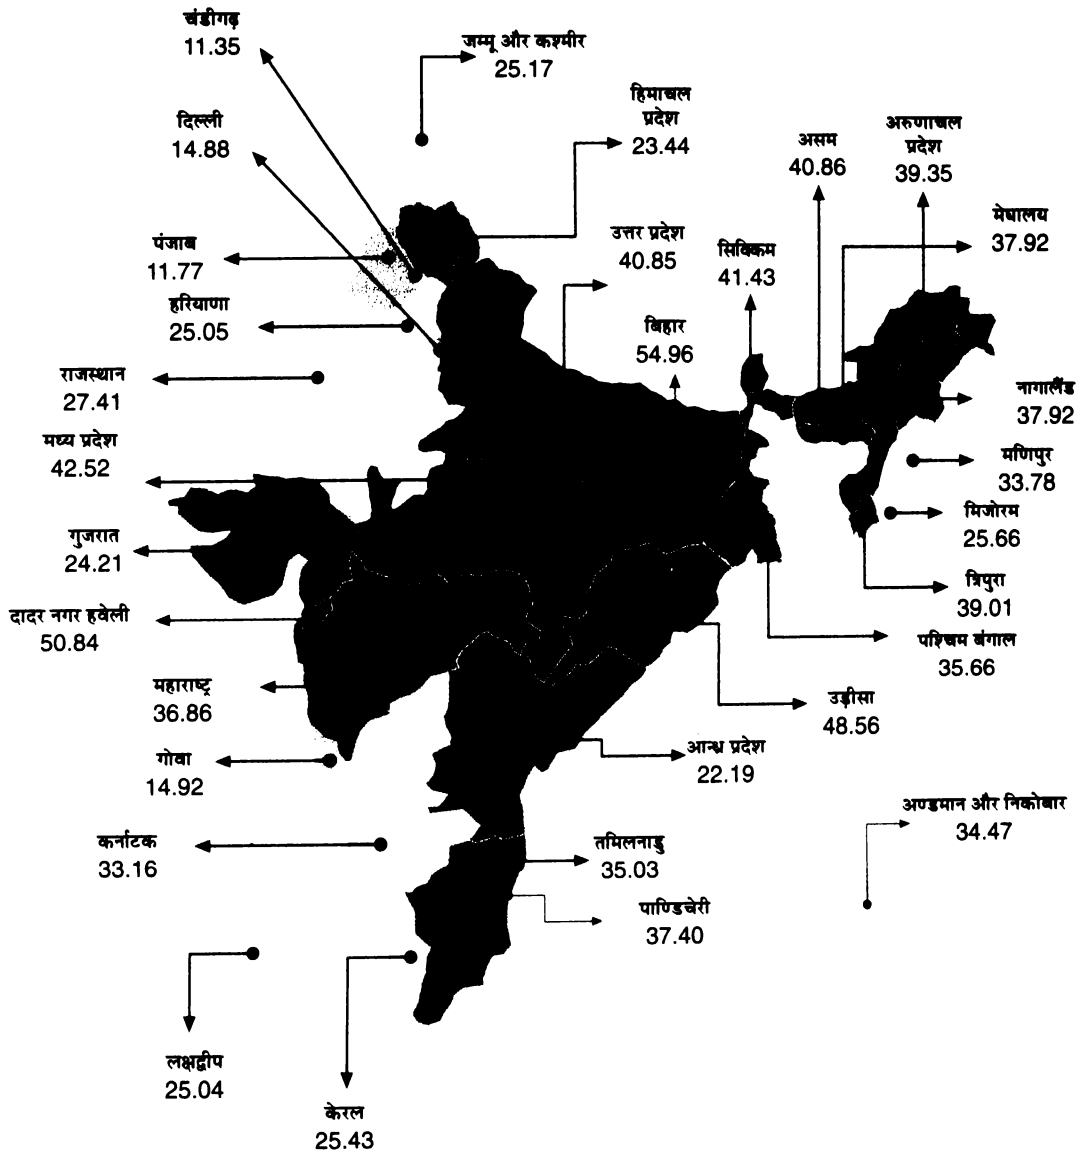 चंडीगढ़
11.35
जम्मू और कश्मीर
25.17
हिमाचल
प्रदेश
23.44
दिल्ली
14.88
असम
40.86
अरुणाचल
प्रदेश
39.35
मेघालय
37.92
पंजाब
11.77
उत्तर प्रदेश
40.85
सिक्किम
41.43
हरियाणा
25.05
बिहार
54.96
राजस्थान
27.41
नागालैंड
37.92
मध्य प्रदेश
42.52
मणिपुर
33.78
मिजोरम
25.66
गुजरात
24.21
त्रिपुरा
39.01
दादर नगर हवेली
50.84
पश्चिम बंगाल
35.66
महाराष्ट्र
36.86
उड़ीसा
48.56
गोवा
14.92
आन्ध्र प्रदेश
22.19
अण्डमान और निकोबार
34.47
कर्नाटक
33.16
तमिलनाडु
35.03
पाण्डिचेरी
37.40
लक्षद्वीप
25.04
केरल
25.43